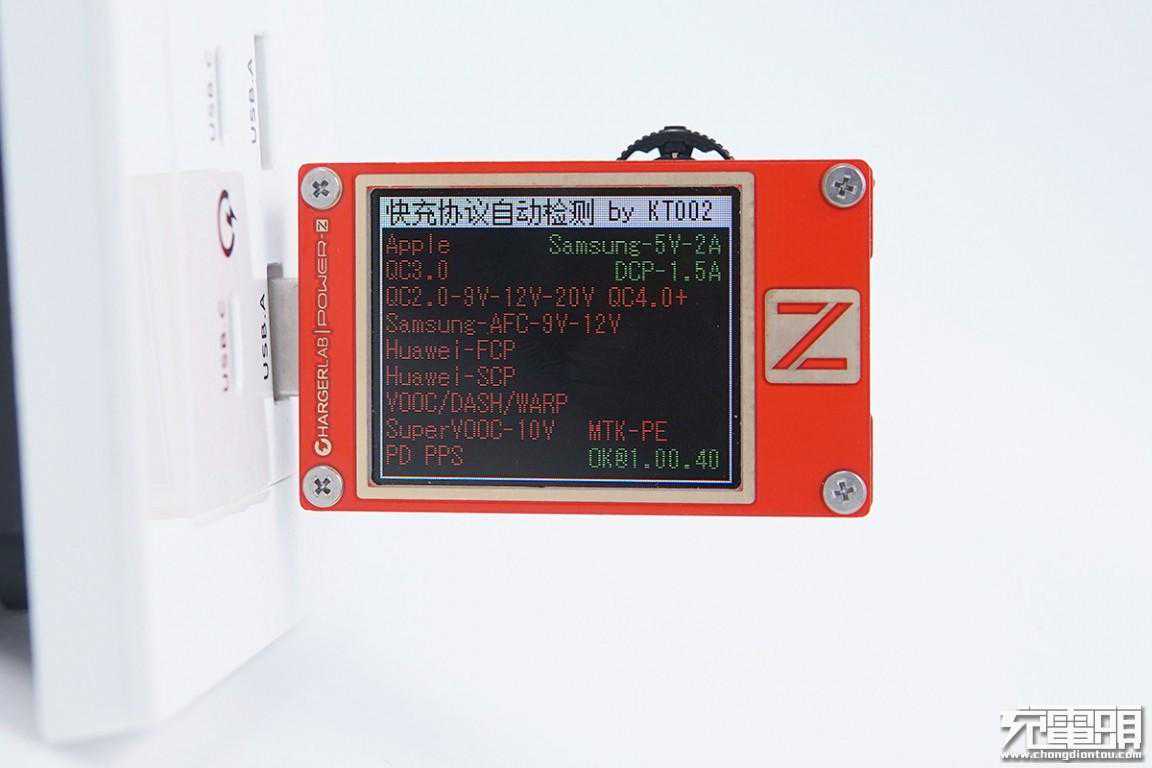 USB.C
USB.A
USB.C
USB.A
CHARGERLAB|POWER-Z
快充协议自动检测 by KT002
Apple Samsung-5V-2A
QC3.0 DCP-1.5A
QC2.0-9V-12V-20V QC4.0+
Samsung-AFC-9V-12V
Huawei-FCP
Huawei-SCP
VOOC/DASH/WARP
SuperVOOC-10V MTK-PE
PD PPS OK@1.00.40
Z
充電頭
www.chongdiantou.com